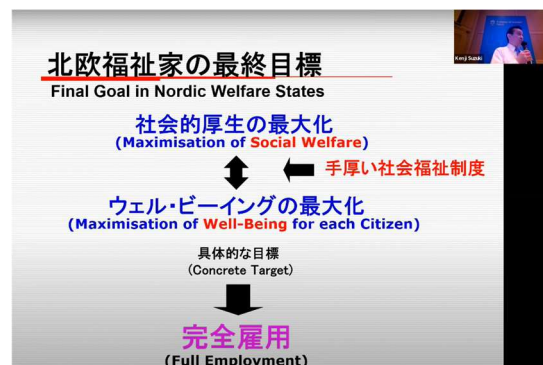 北欧福祉家の最終目標
Final Goal in Nordic Welfare States
社会的厚生の最大化
(Maximisation of Social Welfare)
手厚い社会福祉制度
ウェル・ビーイングの最大化
(Maximisation of Well-Being for each Citizen)
具体的な目標
(Concrete Target)
完全雇用
(Full Employment)
Kenji Suzuki